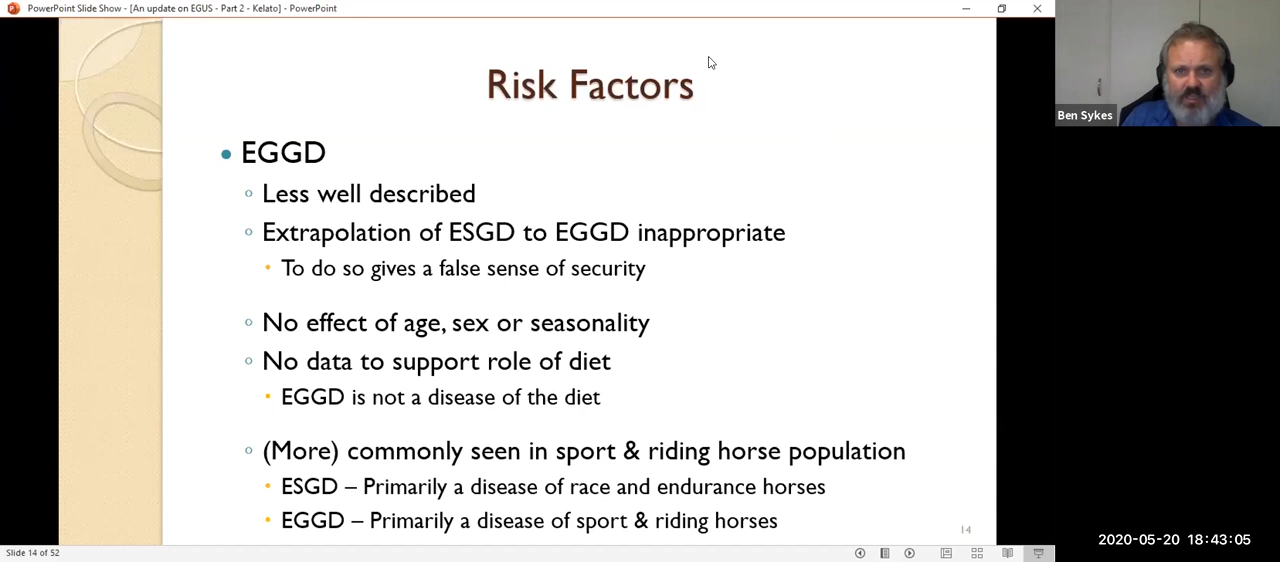 PowerPoint Slide Show - [An update on EGUS - Part 2 - Kelato] - PowerPoint
Risk Factors
EGGD
Less well described
Extrapolation of ESGD to EGGD inappropriate
To do so gives a false sense of security
No effect of age, sex or seasonality
No data to support role of diet
EGGD is not a disease of the diet
(More) commonly seen in sport & riding horse population
ESGD – Primarily a disease of race and endurance horses
EGGD – Primarily a disease of sport & riding horses
14
Slide 14 of 52
Ben Sykes
2020-05-20 18:43:05